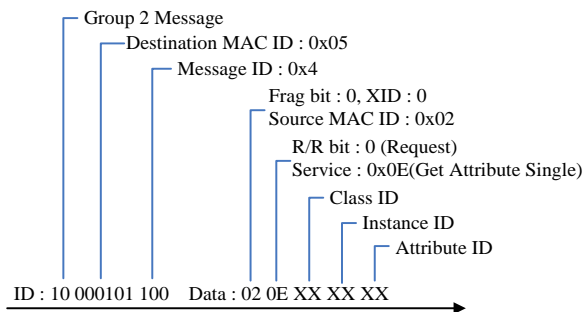 Group 2 Message
Destination MAC ID : 0x05
Message ID : 0x4
Frag bit : 0, XID : 0
Source MAC ID : 0x02
R/R bit : 0 (Request)
Service : 0x0E(Get Attribute Single)
Class ID
Instance ID
Attribute ID
ID : 10 000101 100 Data : 02 0E XX XX XX